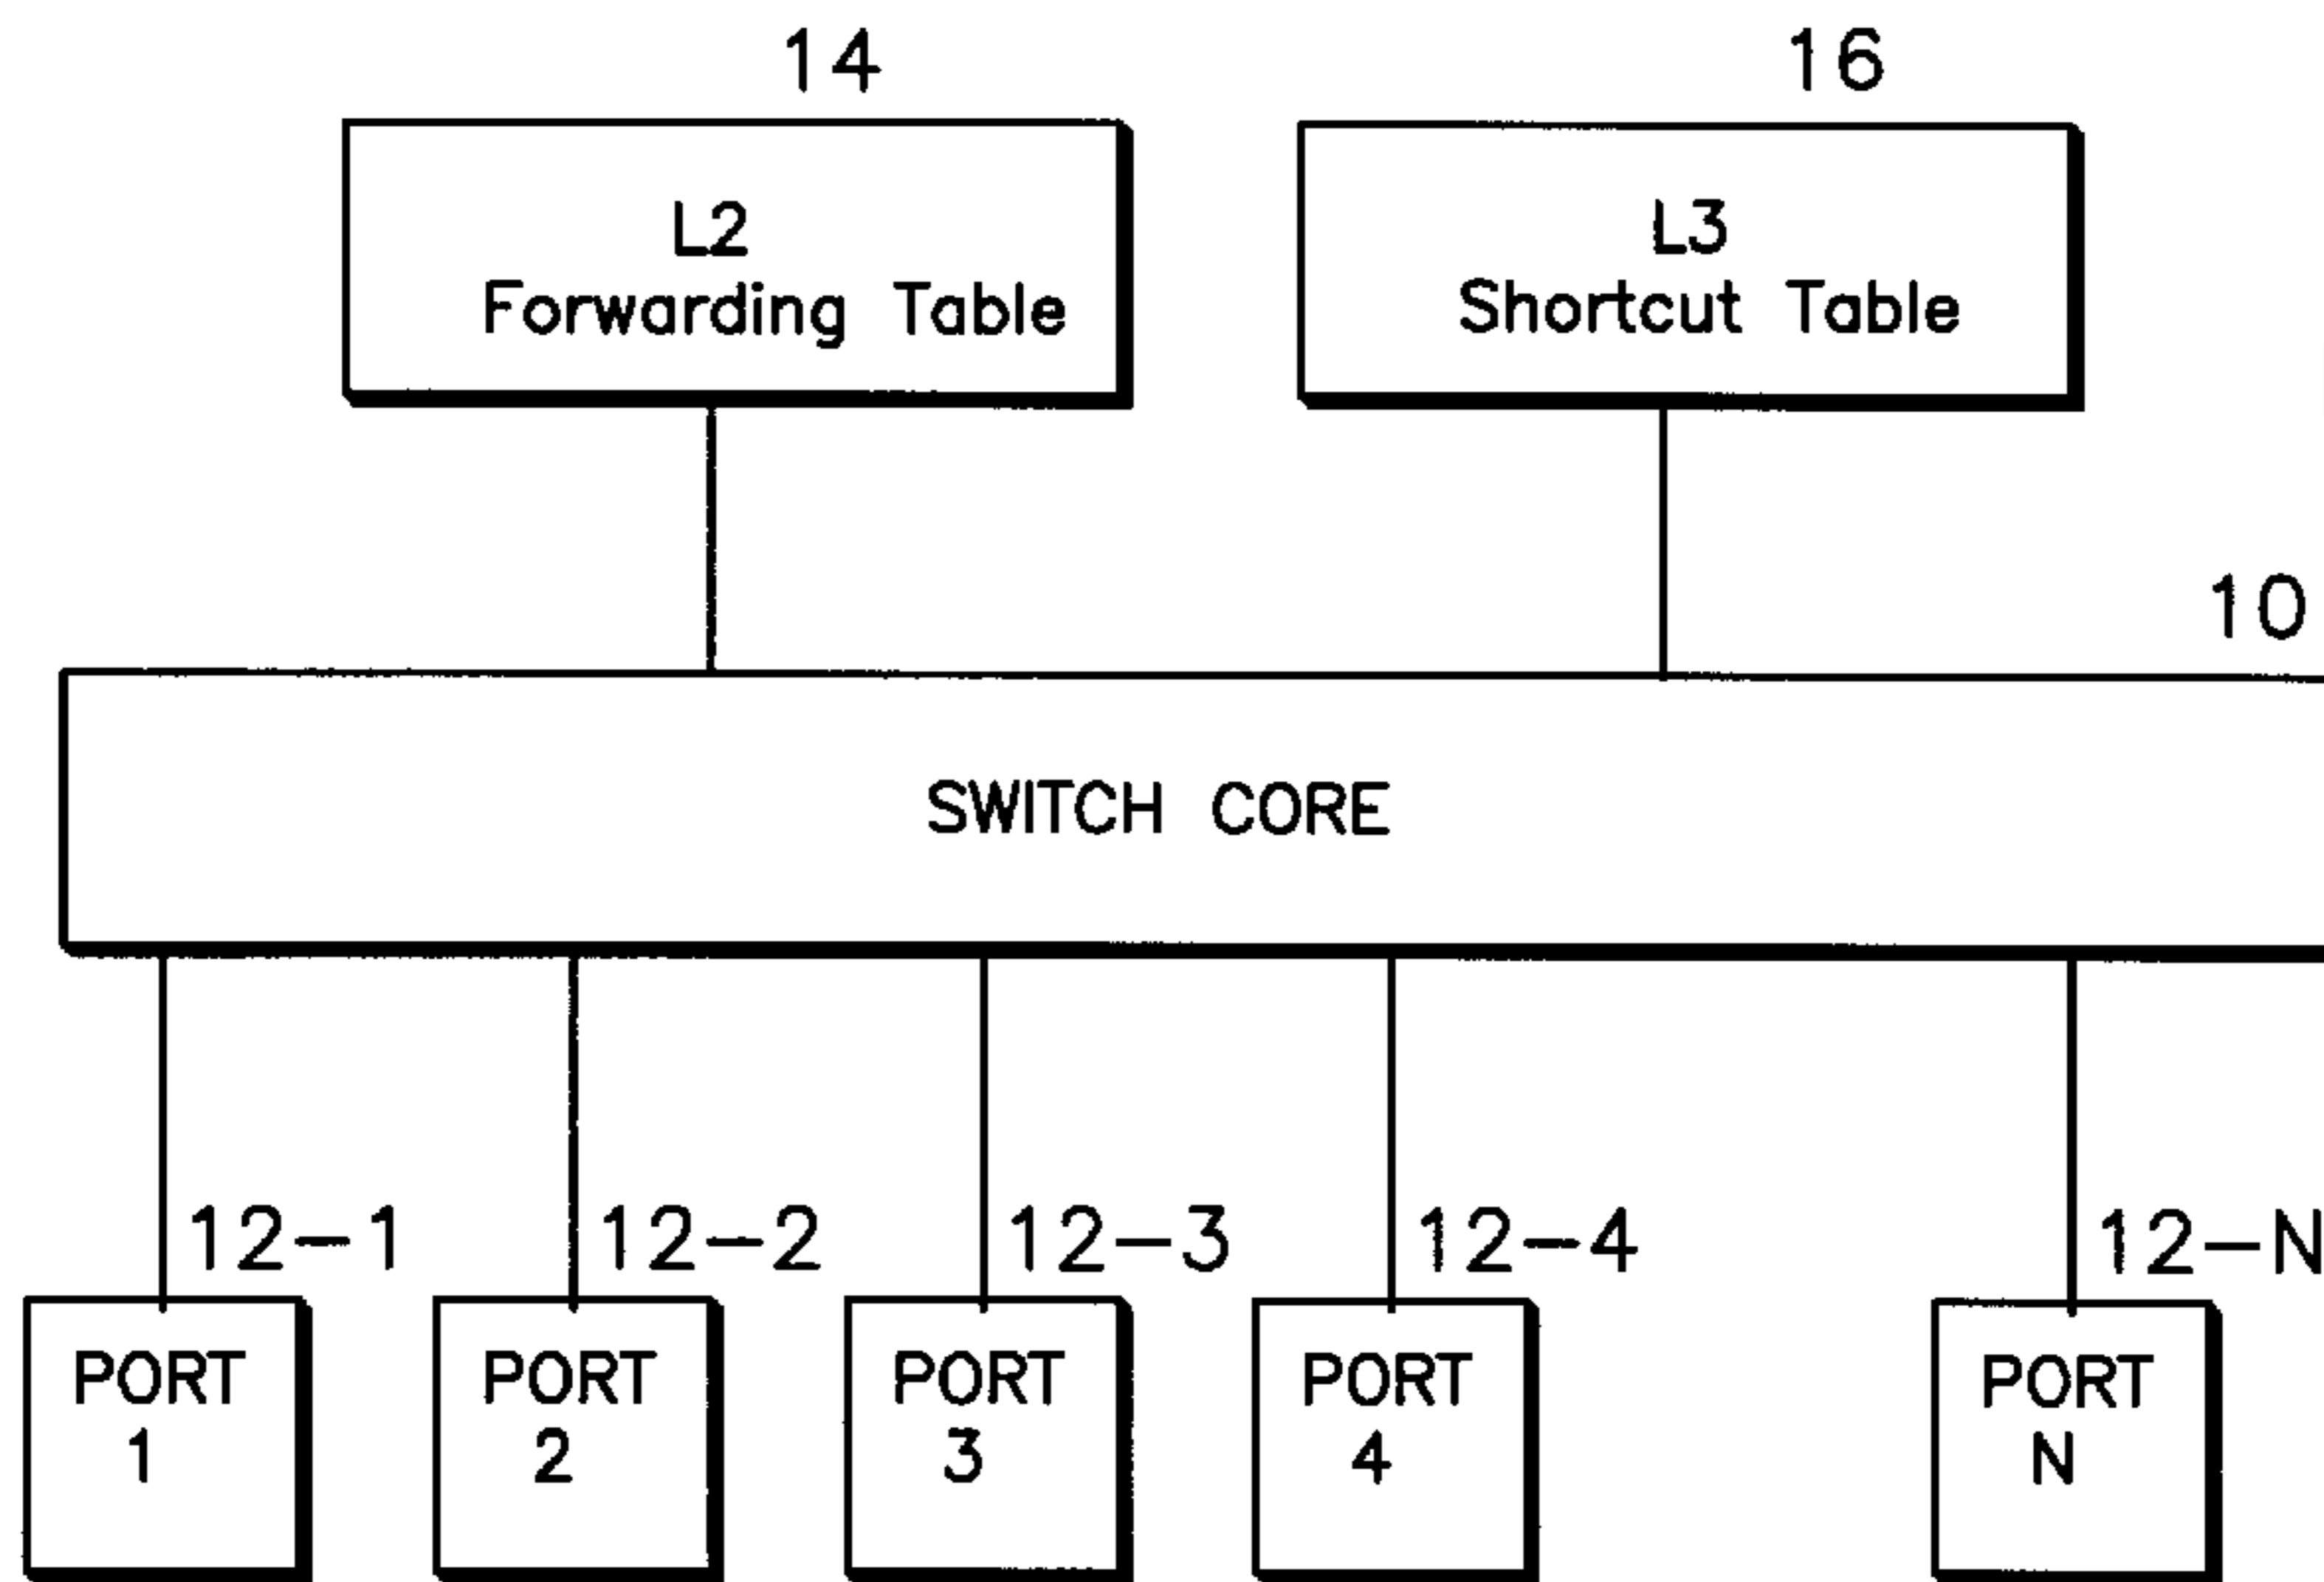 14
16
L2
Forwarding Table
L3
Shortcut Table
10
SWITCH CORE
12-1
12-2
12-3
12-4
12-N
PORT
1
PORT
2
PORT
3
PORT
4
PORT
N